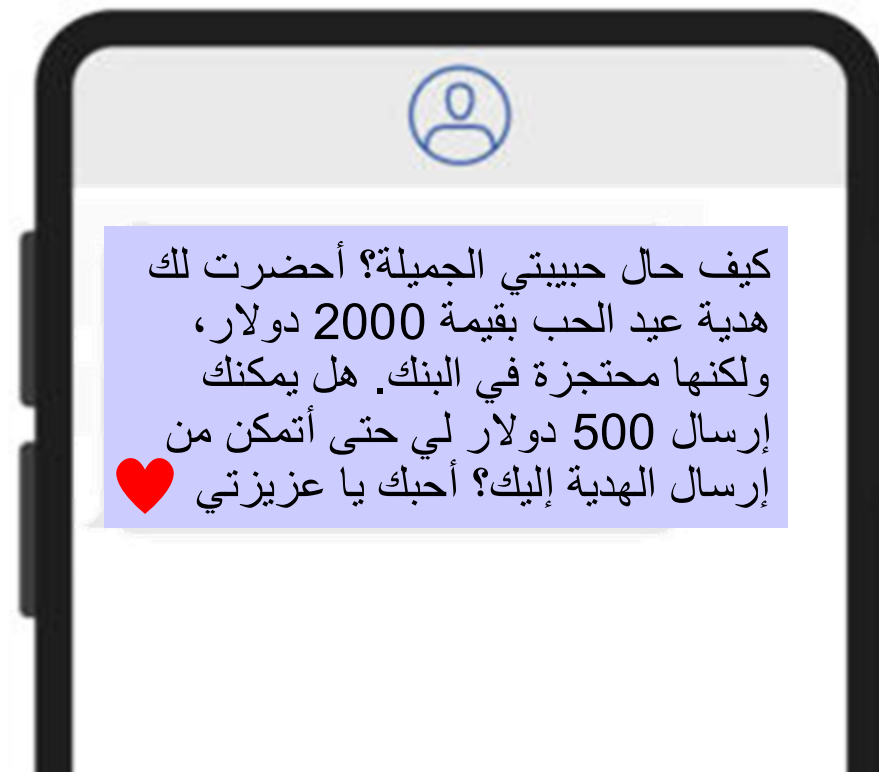 كيف حال حبيبتي الجميلة؟ أحضرت لك
هدية عيد الحب بقيمة 2000 دولار،
ولكنها محتجزة في البنك. هل يمكنك
إرسال 500 دولار لي حتى أتمكن من
إرسال الهدية إليك؟ أحبك يا عزيزتي ♥